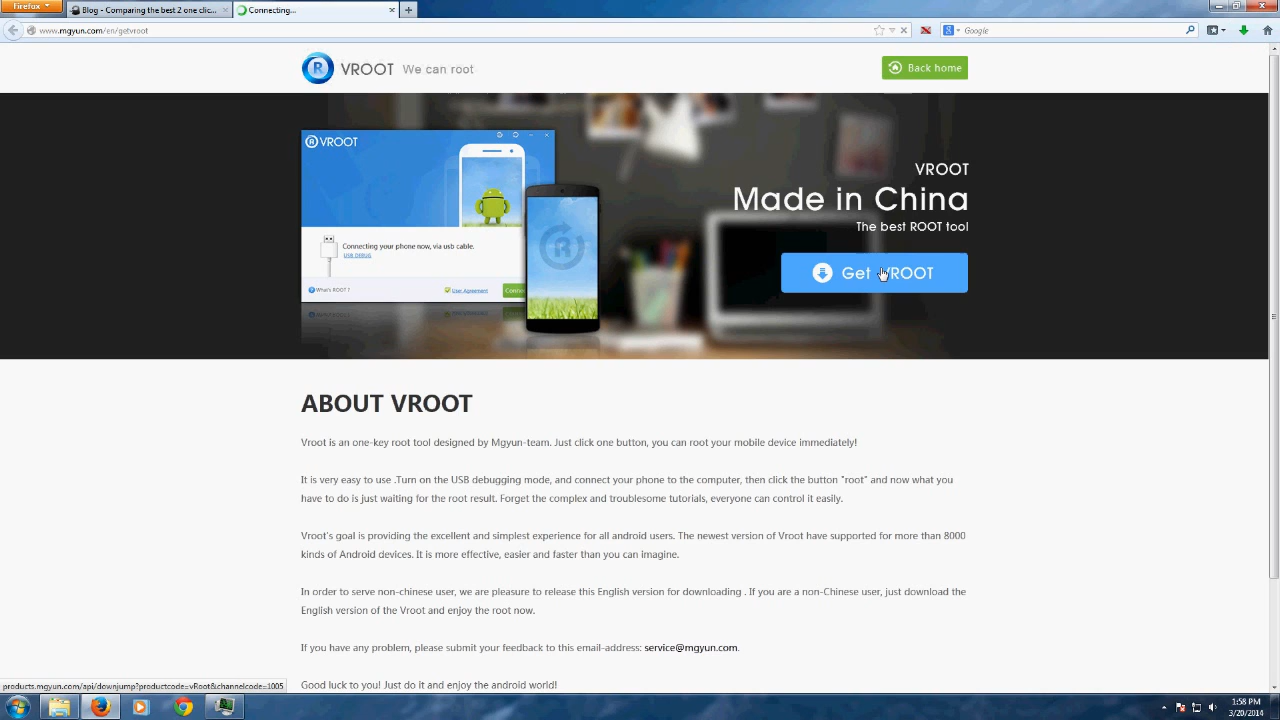 Firefox
Blog - Comparing the best 2 one clic...
Connecting...
www.mgyun.com/en/getvroot
Google
VROOT We can root
Back home
VROOT
VROOT
Made in China
The best ROOT tool
Connecting your phone now, via usb cable.
USB DEBUG
Get VROOT
What's ROOT ?
User Agreement
ABOUT VROOT
Vroot is an one-key root tool designed by Mgyun-team. Just click one button, you can root your mobile device immediately!
It is very easy to use .Turn on the USB debugging mode, and connect your phone to the computer, then click the button "root" and now what you
have to do is just waiting for the root result. Forget the complex and troublesome tutorials, everyone can control it easily.
Vroot's goal is providing the excellent and simplest experience for all android users. The newest version of Vroot have supported for more than 8000
kinds of Android devices. It is more effective, easier and faster than you can imagine.
In order to serve non-chinese user, we are pleasure to release this English version for downloading . If you are a non-Chinese user, just download the
English version of the Vroot and enjoy the root now.
If you have any problem, please submit your feedback to this email-address: service@mgyun.com.
Good luck to you! Just do it and enjoy the android world!
products.mgyun.com/api/downjump?productcode=vRoot&channelcode=1005
1:58 PM
3/20/2014